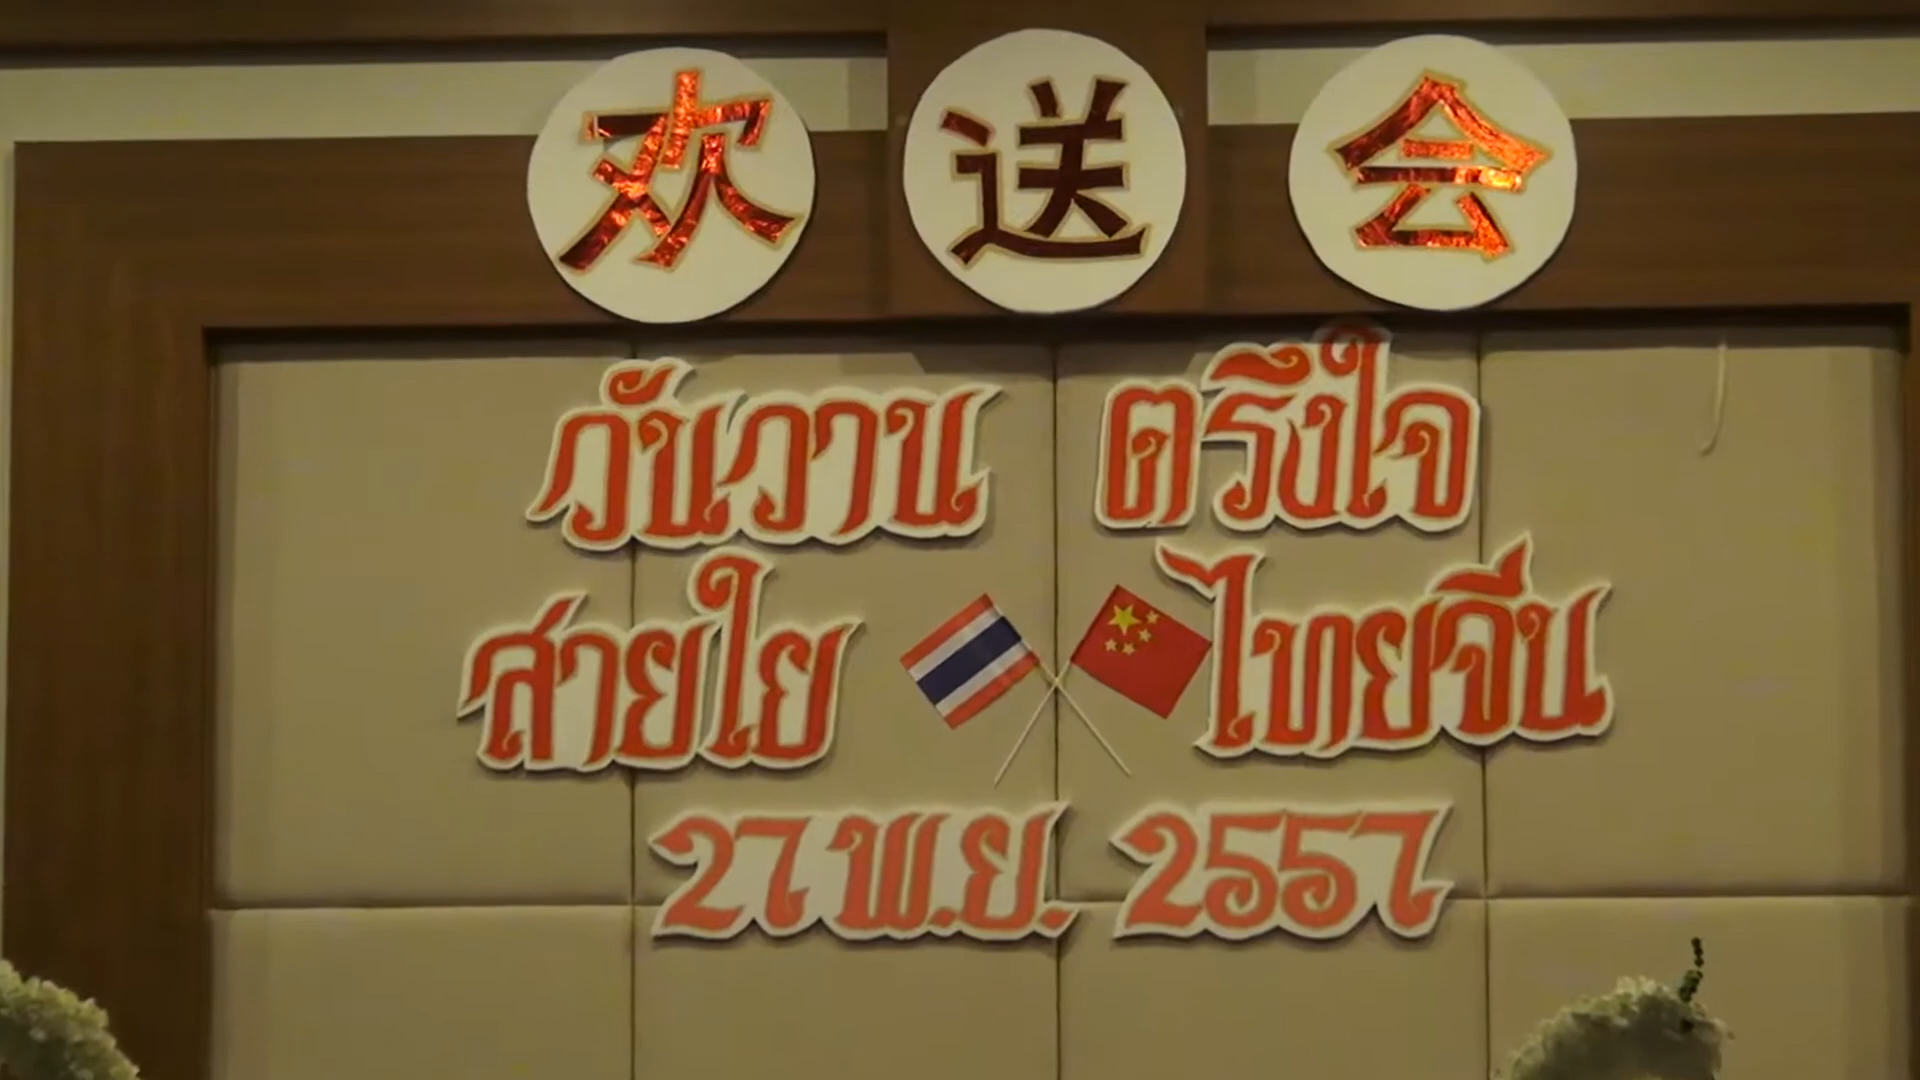 欢送会
วันวาน ตรึงใจ
สายใย ไทยจีน
27 พ.ย. 2557